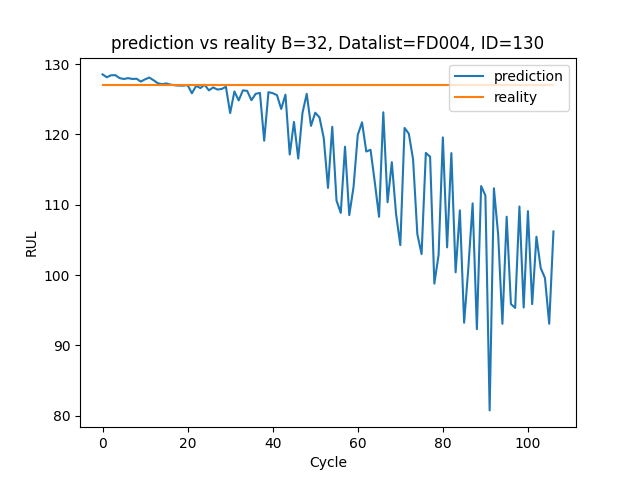 prediction vs reality B=32, Datalist=FD004, ID=130
prediction
reality
130
120
110
100
90
80
RUL
0 20 40 60 80 100
Cycle